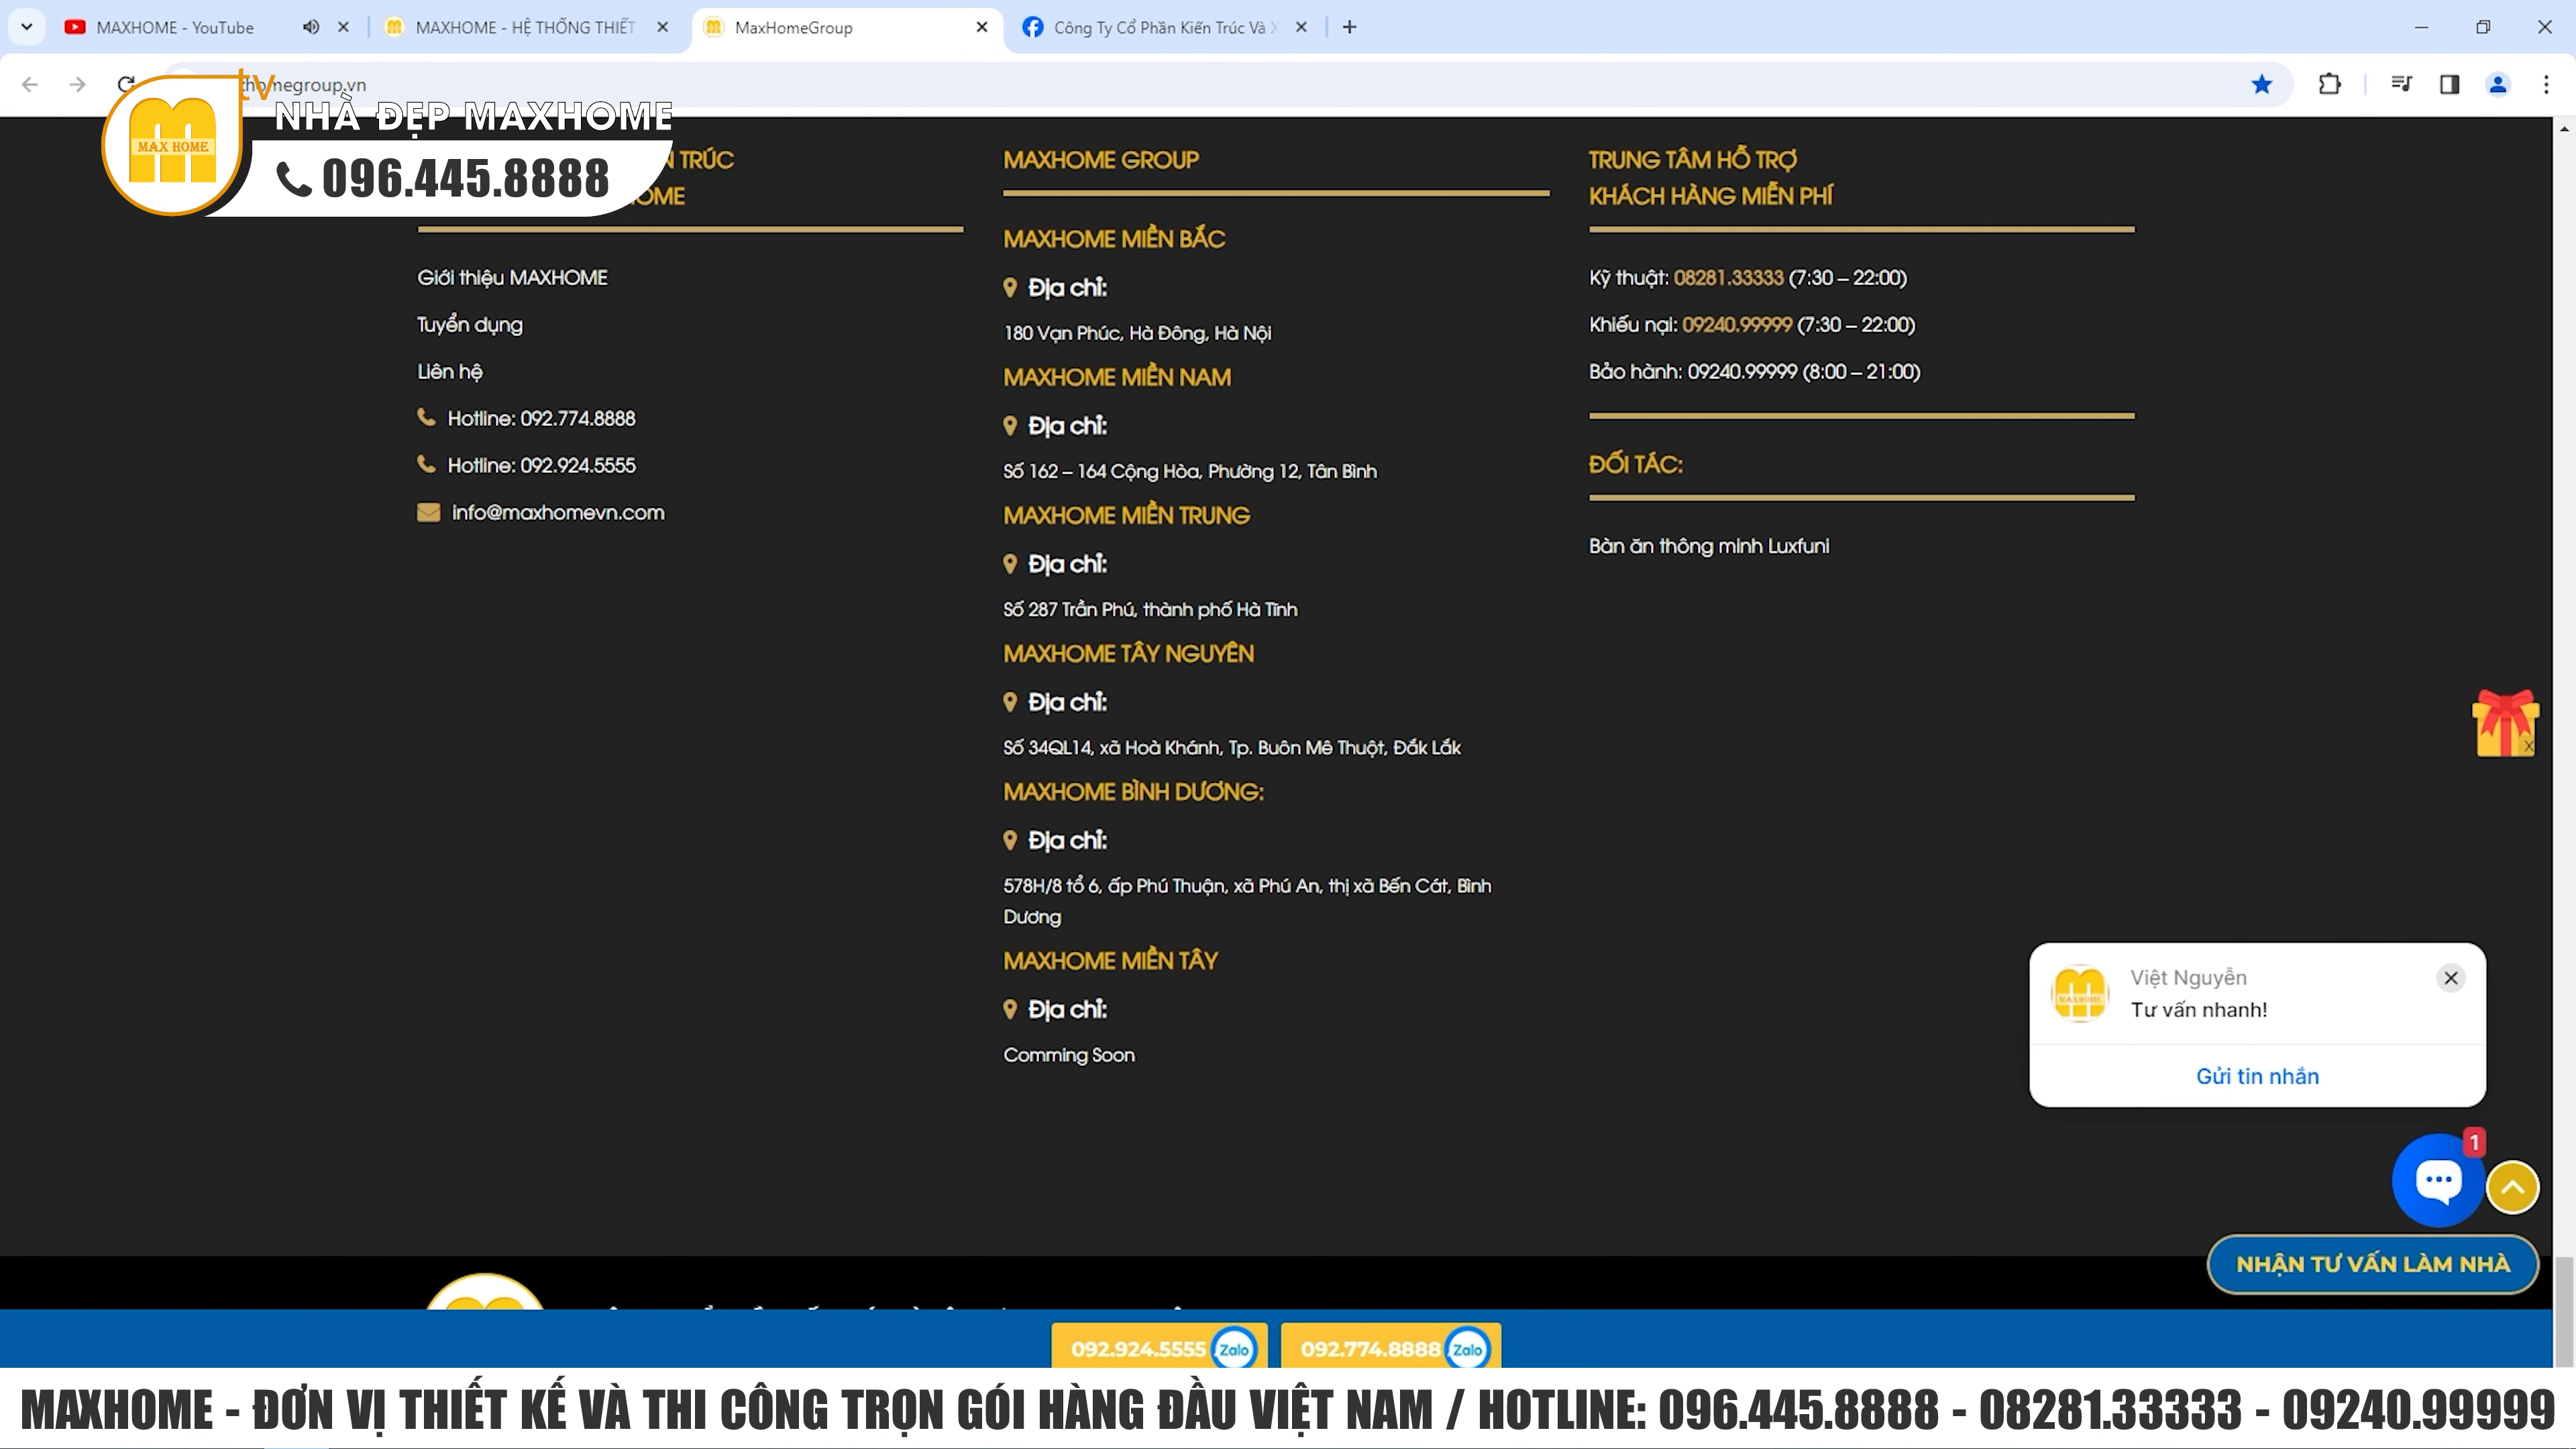 MAXHOME - YouTube
MAXHOME - HỆ THỐNG THIẾT
MaxHomeGroup
Công Ty Cổ Phần Kiến Trúc Và X
homegroup.vn
tv
NHÀ ĐẸP MAXHOME
MAX HOME
096.445.8888
TRÚC
HOME
Giới thiệu MAXHOME
Tuyển dụng
Liên hệ
Hotline: 092.774.8888
Hotline: 092.924.5555
info@maxhomevn.com
MAXHOME GROUP
MAXHOME MIỀN BẮC
Địa chỉ:
180 Vạn Phúc, Hà Đông, Hà Nội
MAXHOME MIỀN NAM
Địa chỉ:
Số 162 – 164 Cộng Hòa, Phường 12, Tân Bình
MAXHOME MIỀN TRUNG
Địa chỉ:
Số 287 Trần Phú, thành phố Hà Tĩnh
MAXHOME TÂY NGUYÊN
Địa chỉ:
Số 34QL14, xã Hoà Khánh, Tp. Buôn Mê Thuột, Đắk Lắk
MAXHOME BÌNH DƯƠNG:
Địa chỉ:
578H/8 tổ 6, ấp Phú Thuận, xã Phú An, thị xã Bến Cát, Bình
Dương
MAXHOME MIỀN TÂY
Địa chỉ:
Comming Soon
TRUNG TÂM HỖ TRỢ
KHÁCH HÀNG MIỄN PHÍ
Kỹ thuật: 08281.33333 (7:30 – 22:00)
Khiếu nại: 09240.99999 (7:30 – 22:00)
Bảo hành: 09240.99999 (8:00 – 21:00)
ĐỐI TÁC:
Bàn ăn thông minh Luxfuni
X
Việt Nguyễn
Tư vấn nhanh!
Gửi tin nhắn
1
NHẬN TƯ VẤN LÀM NHÀ
092.924.5555 Zalo
092.774.8888 Zalo
MAXHOME - ĐƠN VỊ THIẾT KẾ VÀ THI CÔNG TRỌN GÓI HÀNG ĐẦU VIỆT NAM / HOTLINE: 096.445.8888 - 08281.33333 - 09240.99999